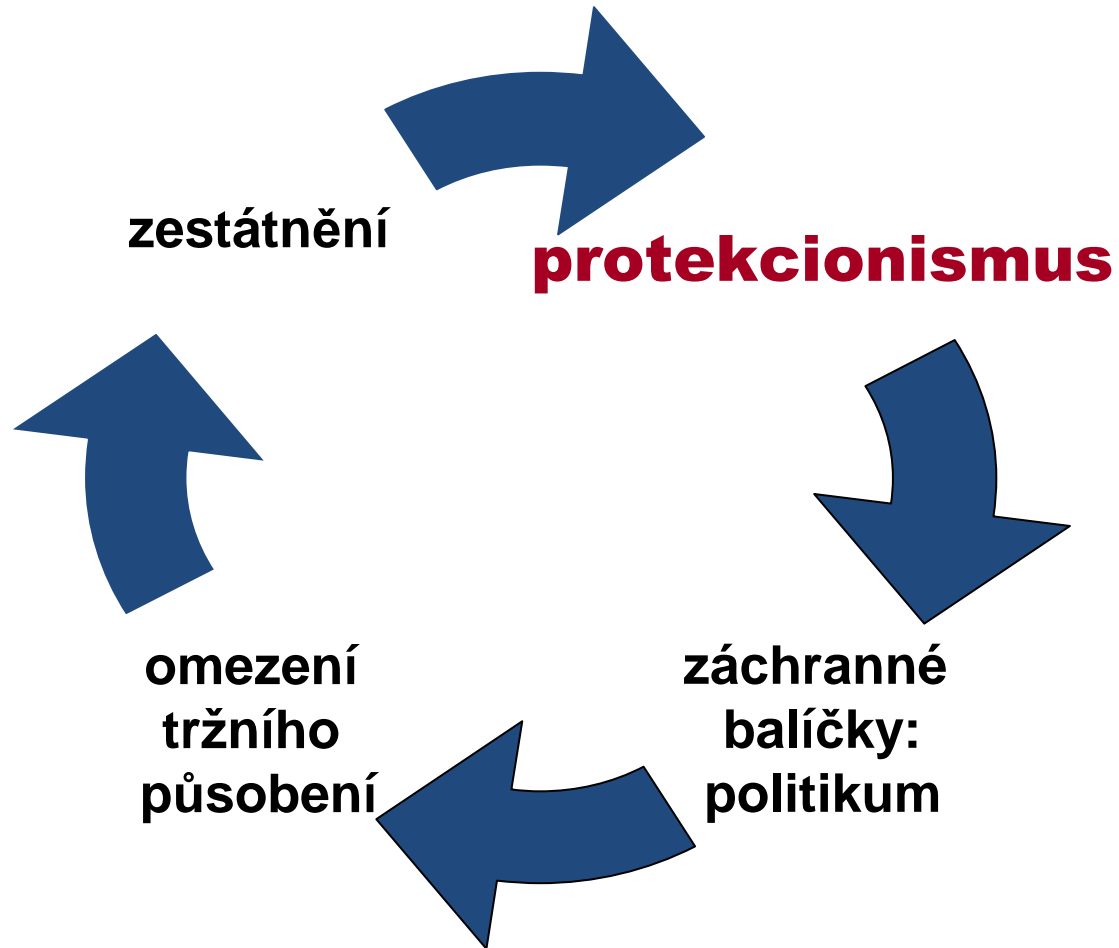 zestátnění
protekcionismus
záchranné
balíčky:
politikum
omezení
tržního
působení